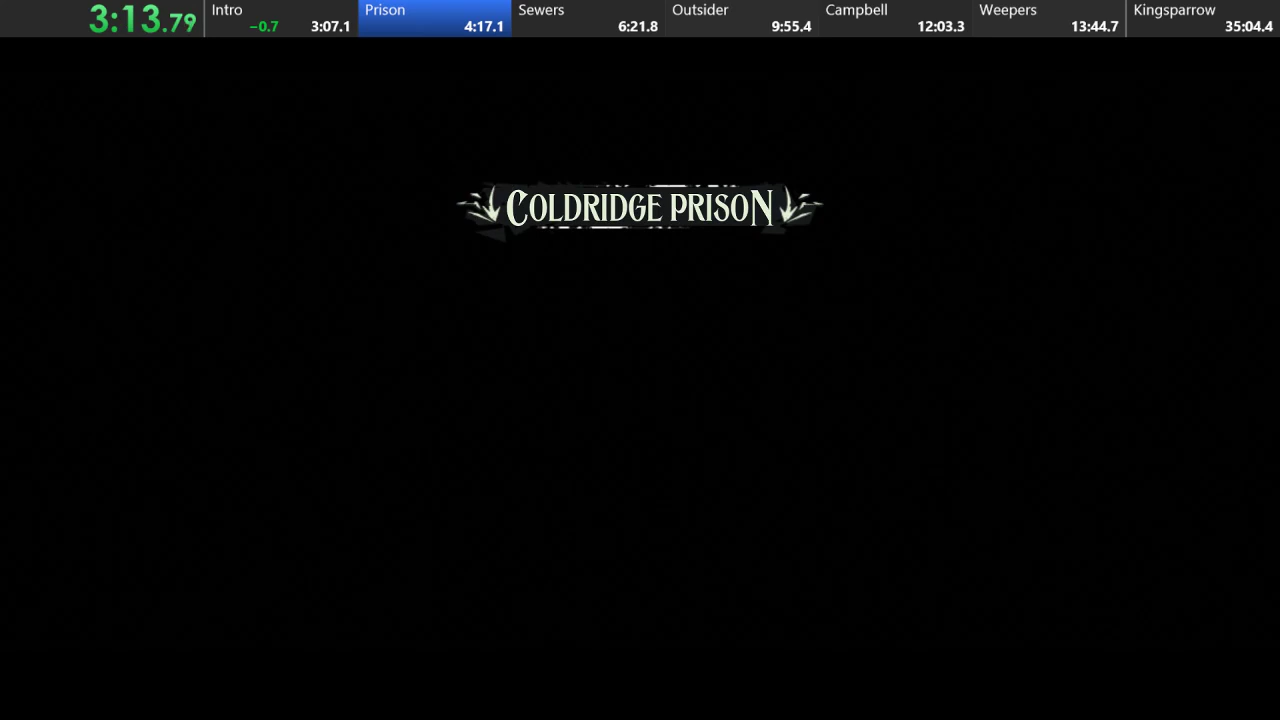 3:13.79
Intro
-0.7 3:07.1
Prison
4:17.1
Sewers
6:21.8
Outsider
9:55.4
Campbell
12:03.3
Weepers
13:44.7
Kingsparrow
35:04.4
COLDRIDGE PRISON